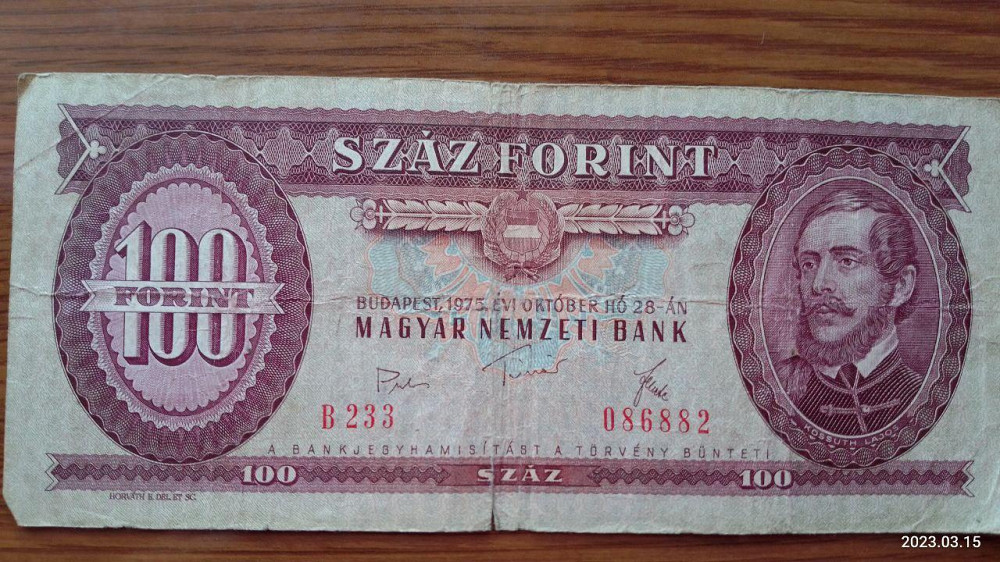 SZÁZ FORINT
100
FORINT
BUDAPEST, 1975. ÉVI OKTÓBER HÓ 28-ÁN
MAGYAR NEMZETI BANK
B 233 086882
KOSSUTH LAJOS
A BANKJEGYHAMISÍTÁST A TÖRVÉNY BÜNTETI
100 SZÁZ 100
HORVÁTH E. DEL. ET SC.
2023.03.15